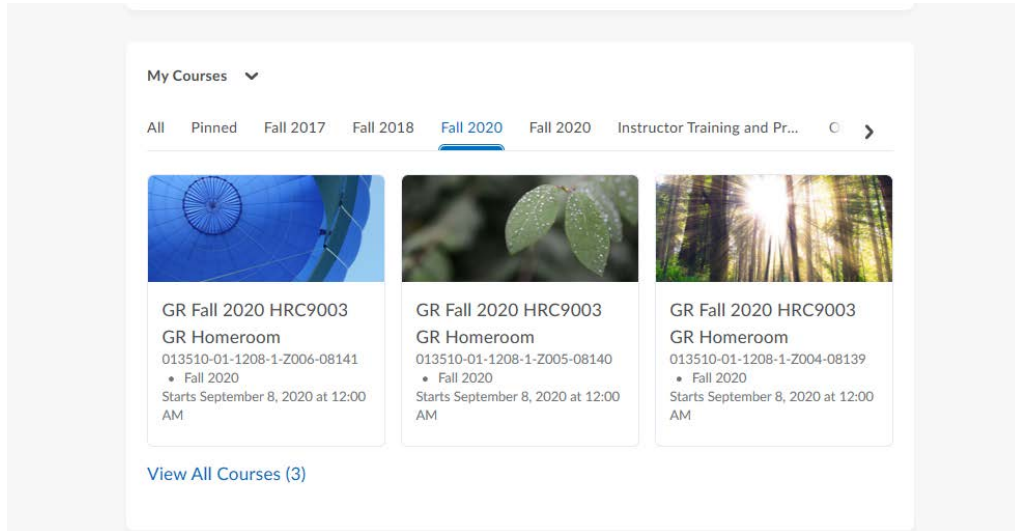 My Courses
All Pinned Fall 2017 Fall 2018 Fall 2020 Fall 2020 Instructor Training and Pr...
GR Fall 2020 HRC9003
GR Homeroom
013510-01-1208-1-Z006-08141
• Fall 2020
Starts September 8, 2020 at 12:00
AM
GR Fall 2020 HRC9003
GR Homeroom
013510-01-1208-1-Z005-08140
• Fall 2020
Starts September 8, 2020 at 12:00
AM
GR Fall 2020 HRC9003
GR Homeroom
013510-01-1208-1-Z004-08139
• Fall 2020
Starts September 8, 2020 at 12:00
AM
View All Courses (3)